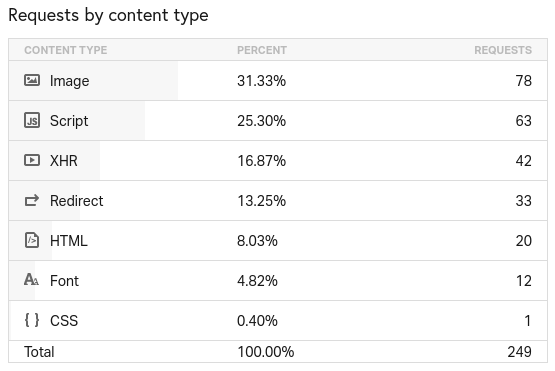 Requests by content type
CONTENT TYPE PERCENT REQUESTS
Image 31.33% 78
JS Script 25.30% 63
XHR 16.87% 42
Redirect 13.25% 33
</> HTML 8.03% 20
AA Font 4.82% 12
{ } CSS 0.40% 1
Total 100.00% 249